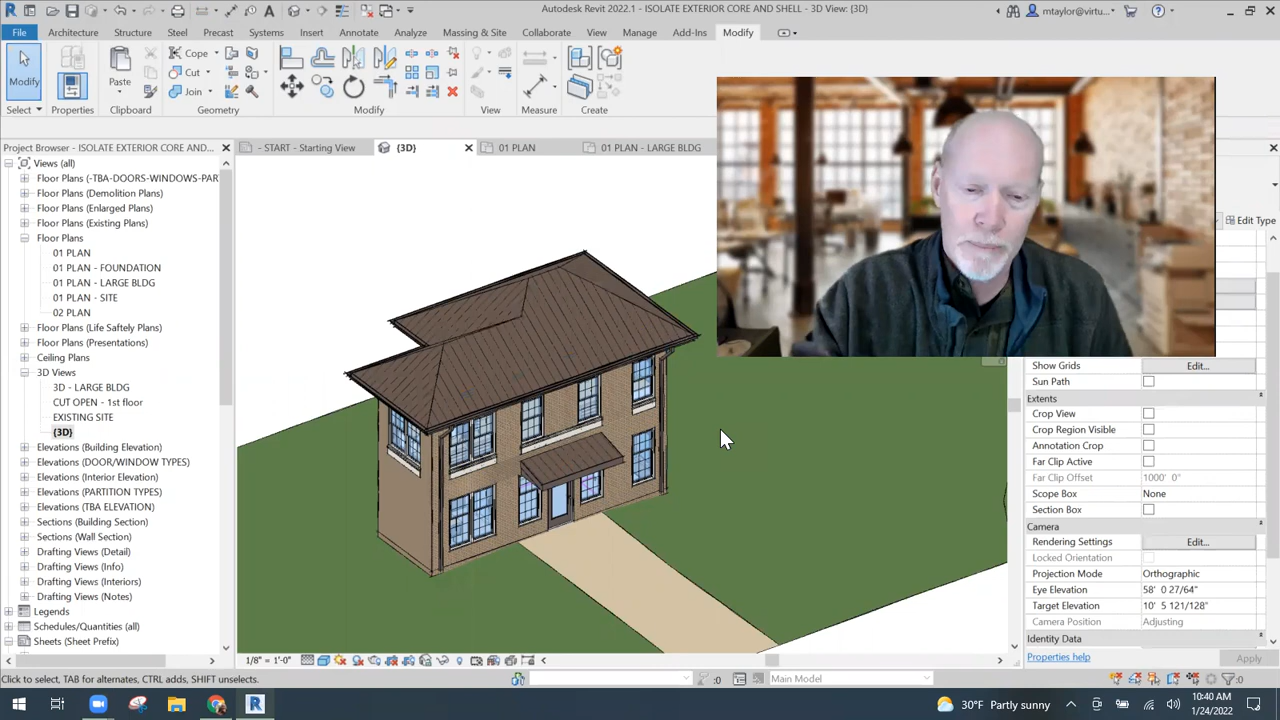 Autodesk Revit 2022.1 - ISOLATE EXTERIOR CORE AND SHELL - 3D View: {3D}
mtaylor@virtu...
File Architecture Structure Steel Precast Systems Insert Annotate Analyze Massing & Site Collaborate View Manage Add-Ins Modify
Modify Paste Cope
Cut
Join
Select Properties Clipboard Geometry Modify View Measure Create
Project Browser - ISOLATE EXTERIOR CORE AND...
- START - Starting View {3D} 01 PLAN 01 PLAN - LARGE BLDG
Views (all)
Floor Plans (-TBA-DOORS-WINDOWS-PAR
Floor Plans (Demolition Plans)
Floor Plans (Enlarged Plans)
Floor Plans (Existing Plans)
Floor Plans
01 PLAN
01 PLAN - FOUNDATION
01 PLAN - LARGE BLDG
01 PLAN - SITE
02 PLAN
Floor Plans (Life Saftely Plans)
Floor Plans (Presentations)
Ceiling Plans
3D Views
3D - LARGE BLDG
CUT OPEN - 1st floor
EXISTING SITE
{3D}
Elevations (Building Elevation)
Elevations (DOOR/WINDOW TYPES)
Elevations (Interior Elevation)
Elevations (PARTITION TYPES)
Elevations (TBA ELEVATION)
Sections (Building Section)
Sections (Wall Section)
Drafting Views (Detail)
Drafting Views (Info)
Drafting Views (Interiors)
Drafting Views (Notes)
Legends
Schedules/Quantities (all)
Sheets (Sheet Prefix)
Edit Type
Show Grids Edit...
Sun Path
Extents
Crop View
Crop Region Visible
Annotation Crop
Far Clip Active
Far Clip Offset 1000' 0"
Scope Box None
Section Box
Camera
Rendering Settings Edit...
Locked Orientation
Projection Mode Orthographic
Eye Elevation 58' 0 27/64"
Target Elevation 10' 5 121/128"
Camera Position Adjusting
Identity Data
Properties help Apply
1/8" = 1'-0"
Click to select, TAB for alternates, CTRL adds, SHIFT unselects.
:0 Main Model :0
30°F Partly sunny
10:40 AM
1/24/2022